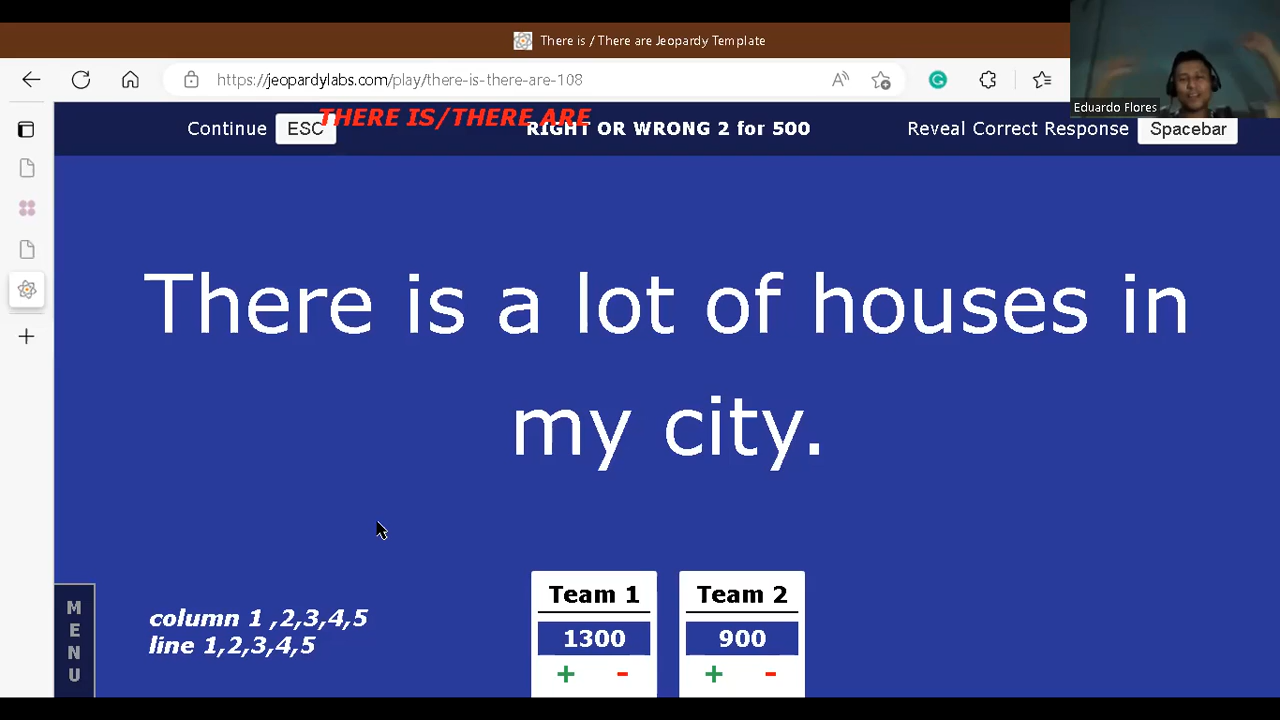 There is / There are Jeopardy Template
https://jeopardylabs.com/play/there-is-there-are-108
Eduardo Flores
THERE IS/THERE ARE
Continue ESC
RIGHT OR WRONG 2 for 500
Reveal Correct Response Spacebar
There is a lot of houses in
my city.
column 1 ,2,3,4,5
line 1,2,3,4,5
MENU
Team 1
1300
+ -
Team 2
900
+ -